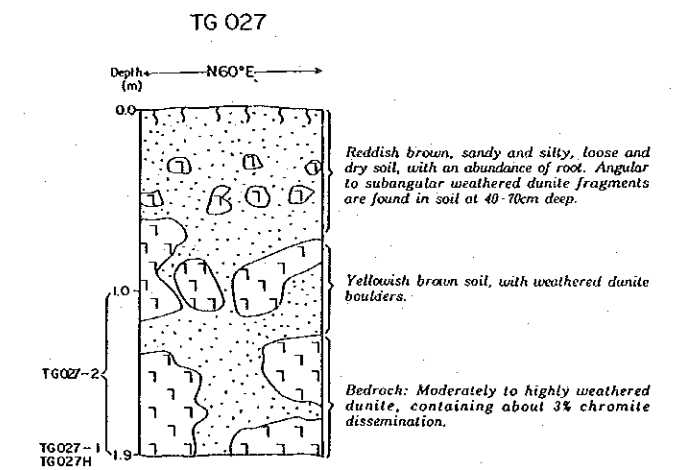 TG 027
Depth
(m)
N60°E
0.0
Reddish brown, sandy and silty, loose and
dry soil, with an abundance of root. Angular
to subangular weathered dunite fragments
are found in soil at 40-70cm deep.
Yellowish brown soil, with weathered dunite
boulders.
1.0
TG027-2
Bedrock: Moderately to highly weathered
dunite, containing about 3% chromite
dissemination.
TG027-1
TG027H
1.9